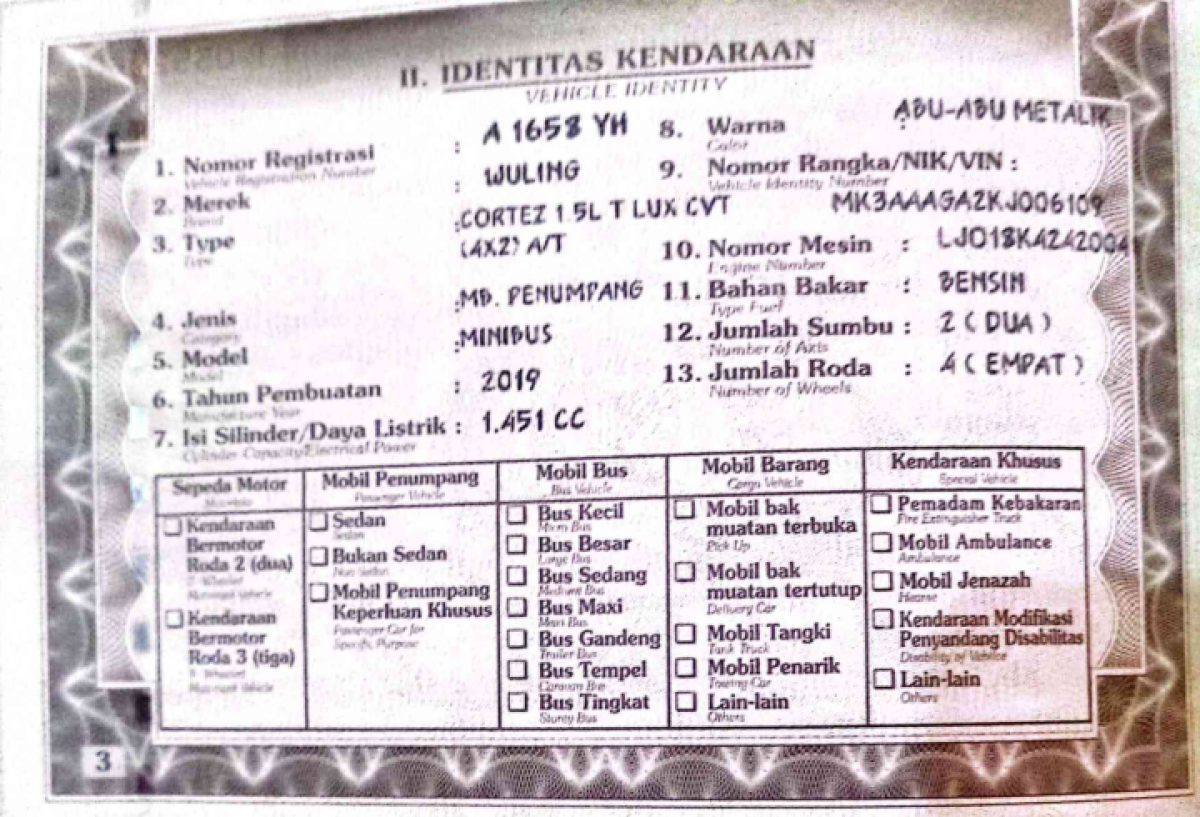 II. IDENTITAS KENDARAAN
VEHICLE IDENTITY
1. Nomor Registrasi : A 1658 YH
Vehicle Registration Number
2. Merek : WULING
Brand
3. Type : CORTEZ 1.5L T LUX CVT
Type (4X2) A/T
4. Jenis : MB. PENUMPANG
Category
5. Model : MINIBUS
Model
6. Tahun Pembuatan : 2019
Manufacture Year
7. Isi Silinder/Daya Listrik : 1.451 CC
Cylinder Capacity/Electrical Power
8. Warna ABU-ABU METALIK
Color
9. Nomor Rangka/NIK/VIN :
Vehicle Identity Number
MK3AAAGA2KJ006109
10. Nomor Mesin : LJO18KA242004
Engine Number
11. Bahan Bakar : BENSIN
Type Fuel
12. Jumlah Sumbu : 2 ( DUA )
Number of Axis
13. Jumlah Roda : 4 ( EMPAT )
Number of Wheels
Sepeda Motor
Kendaraan
Bermotor
Roda 2 (dua)
Kendaraan
Bermotor
Roda 3 (tiga)
Mobil Penumpang
Passenger Vehicle
Sedan
Sedan
Bukan Sedan
Non Sedan
Mobil Penumpang
Keperluan Khusus
Passenger Car for
Specific Purpose
Mobil Bus
Bus Vehicle
Bus Kecil
Micro Bus
Bus Besar
Large Bus
Bus Sedang
Medium Bus
Bus Maxi
Maxi Bus
Bus Gandeng
Trailer Bus
Bus Tempel
Caravan Bus
Bus Tingkat
Storey Bus
Mobil Barang
Cargo Vehicle
Mobil bak
muatan terbuka
Pick Up
Mobil bak
muatan tertutup
Delivery Car
Mobil Tangki
Tank Truck
Mobil Penarik
Towing Car
Lain-lain
Others
Kendaraan Khusus
Special Vehicle
Pemadam Kebakaran
Fire Extinguisher Truck
Mobil Ambulance
Ambulance
Mobil Jenazah
Hearse
Kendaraan Modifikasi
Penyandang Disabilitas
Disability of Vehicle
Lain-lain
Others
3